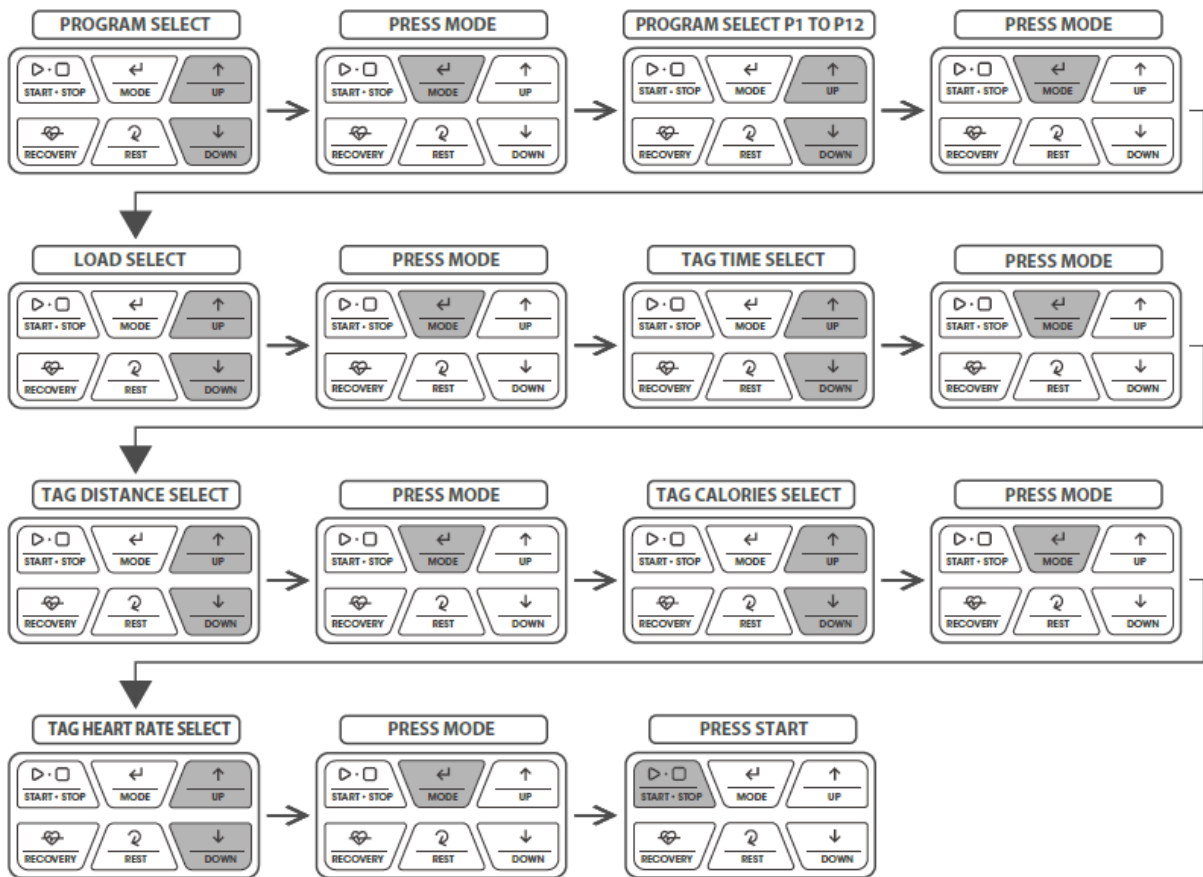 PROGRAM SELECT
PRESS MODE
PROGRAM SELECT P1 TO P12
PRESS MODE
START • STOP MODE UP
RECOVERY REST DOWN
START • STOP MODE UP
RECOVERY REST DOWN
START • STOP MODE UP
RECOVERY REST DOWN
START • STOP MODE UP
RECOVERY REST DOWN
LOAD SELECT
PRESS MODE
TAG TIME SELECT
PRESS MODE
START • STOP MODE UP
RECOVERY REST DOWN
START • STOP MODE UP
RECOVERY REST DOWN
START • STOP MODE UP
RECOVERY REST DOWN
START • STOP MODE UP
RECOVERY REST DOWN
TAG DISTANCE SELECT
PRESS MODE
TAG CALORIES SELECT
PRESS MODE
START • STOP MODE UP
RECOVERY REST DOWN
START • STOP MODE UP
RECOVERY REST DOWN
START • STOP MODE UP
RECOVERY REST DOWN
START • STOP MODE UP
RECOVERY REST DOWN
TAG HEART RATE SELECT
PRESS MODE
PRESS START
START • STOP MODE UP
RECOVERY REST DOWN
START • STOP MODE UP
RECOVERY REST DOWN
START • STOP MODE UP
RECOVERY REST DOWN